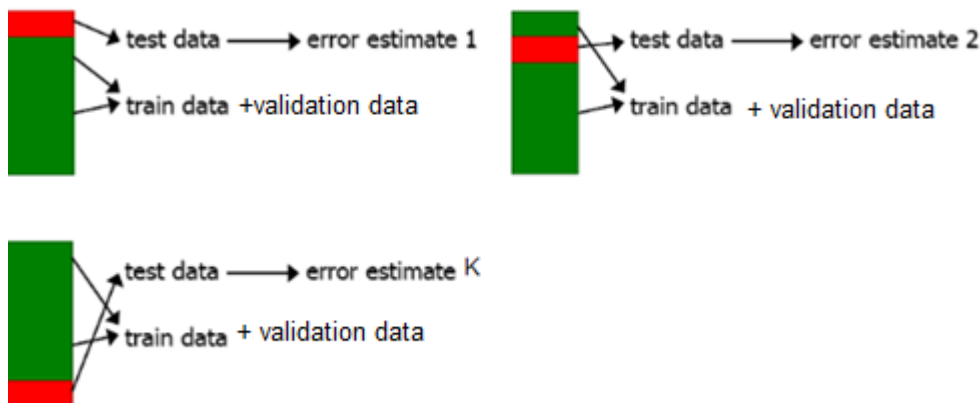 test data error estimate 1
train data +validation data
test data error estimate 2
train data + validation data
test data error estimate K
train data + validation data